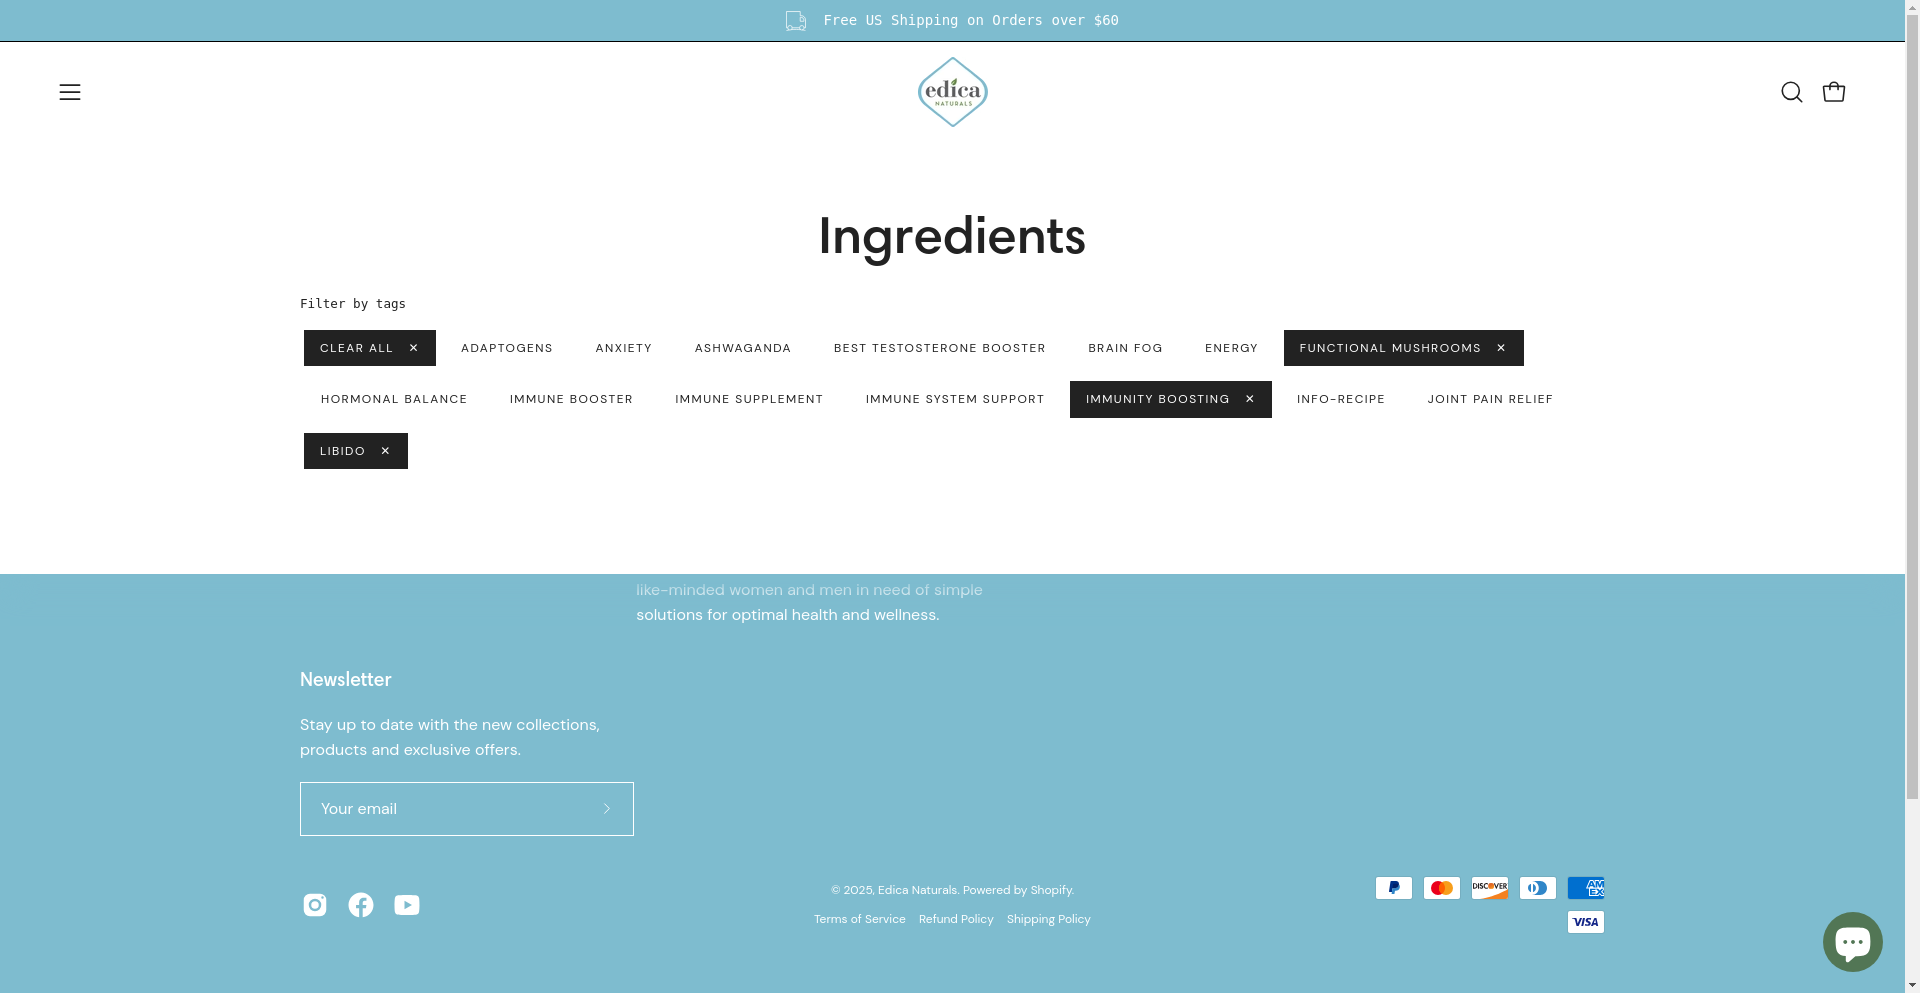 Free US Shipping on Orders over $60
edica
NATURALS
Ingredients
Filter by tags
CLEAR ALL ✕ ADAPTOGENS ANXIETY ASHWAGANDA BEST TESTOSTERONE BOOSTER BRAIN FOG ENERGY FUNCTIONAL MUSHROOMS ✕
HORMONAL BALANCE IMMUNE BOOSTER IMMUNE SUPPLEMENT IMMUNE SYSTEM SUPPORT IMMUNITY BOOSTING ✕ INFO-RECIPE JOINT PAIN RELIEF
LIBIDO ✕
like-minded women and men in need of simple
solutions for optimal health and wellness.
Newsletter
Stay up to date with the new collections,
products and exclusive offers.
Your email
© 2025, Edica Naturals. Powered by Shopify.
Terms of Service Refund Policy Shipping Policy
DISCOVER
AM
EX
VISA